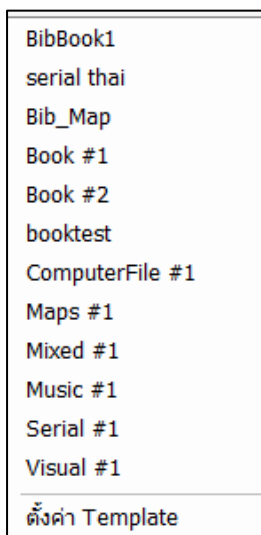 BibBook1
serial thai
Bib_Map
Book #1
Book #2
booktest
ComputerFile #1
Maps #1
Mixed #1
Music #1
Serial #1
Visual #1
ตั้งค่า Template